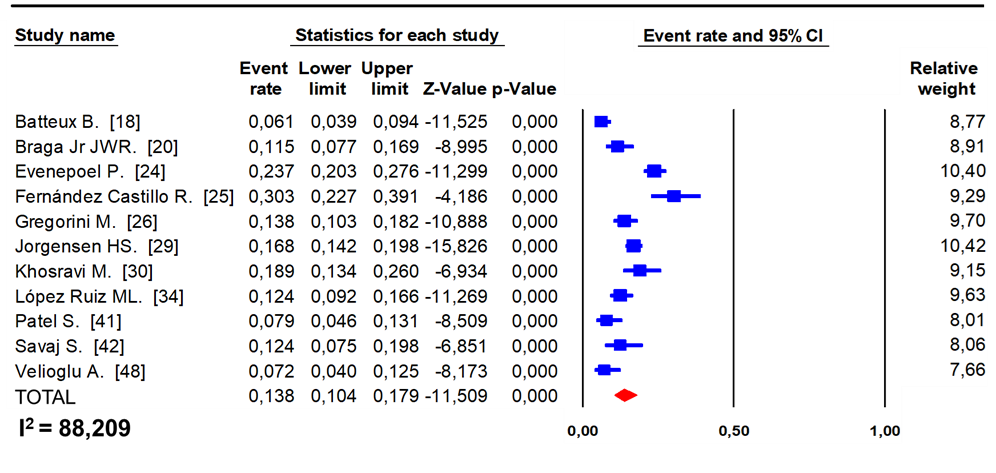 Study name Statistics for each study Event rate and 95% CI
Event rate Lower limit Upper limit Z-Value p-Value Relative weight
Batteux B. [18] 0,061 0,039 0,094 -11,525 0,000 8,77
Braga Jr JWR. [20] 0,115 0,077 0,169 -8,995 0,000 8,91
Evenepoel P. [24] 0,237 0,203 0,276 -11,299 0,000 10,40
Fernández Castillo R. [25] 0,303 0,227 0,391 -4,186 0,000 9,29
Gregorini M. [26] 0,138 0,103 0,182 -10,888 0,000 9,70
Jorgensen HS. [29] 0,168 0,142 0,198 -15,826 0,000 10,42
Khosravi M. [30] 0,189 0,134 0,260 -6,934 0,000 9,15
López Ruiz ML. [34] 0,124 0,092 0,166 -11,269 0,000 9,63
Patel S. [41] 0,079 0,046 0,131 -8,509 0,000 8,01
Savaj S. [42] 0,124 0,075 0,198 -6,851 0,000 8,06
Velioglu A. [48] 0,072 0,040 0,125 -8,173 0,000 7,66
TOTAL 0,138 0,104 0,179 -11,509 0,000
I² = 88,209
0,00 0,50 1,00